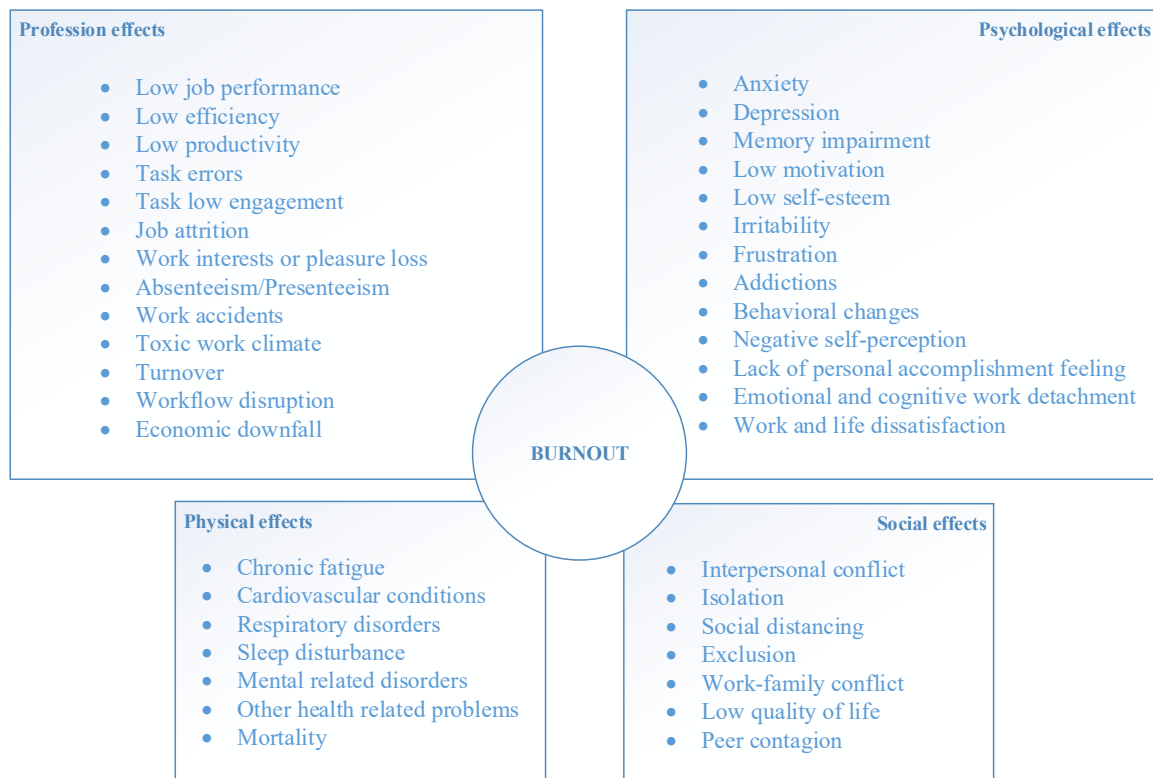 Profession effects
• Low job performance
• Low efficiency
• Low productivity
• Task errors
• Task low engagement
• Job attrition
• Work interests or pleasure loss
• Absenteeism/Presenteeism
• Work accidents
• Toxic work climate
• Turnover
• Workflow disruption
• Economic downfall
Psychological effects
• Anxiety
• Depression
• Memory impairment
• Low motivation
• Low self-esteem
• Irritability
• Frustration
• Addictions
• Behavioral changes
• Negative self-perception
• Lack of personal accomplishment feeling
• Emotional and cognitive work detachment
• Work and life dissatisfaction
BURNOUT
Physical effects
• Chronic fatigue
• Cardiovascular conditions
• Respiratory disorders
• Sleep disturbance
• Mental related disorders
• Other health related problems
• Mortality
Social effects
• Interpersonal conflict
• Isolation
• Social distancing
• Exclusion
• Work-family conflict
• Low quality of life
• Peer contagion